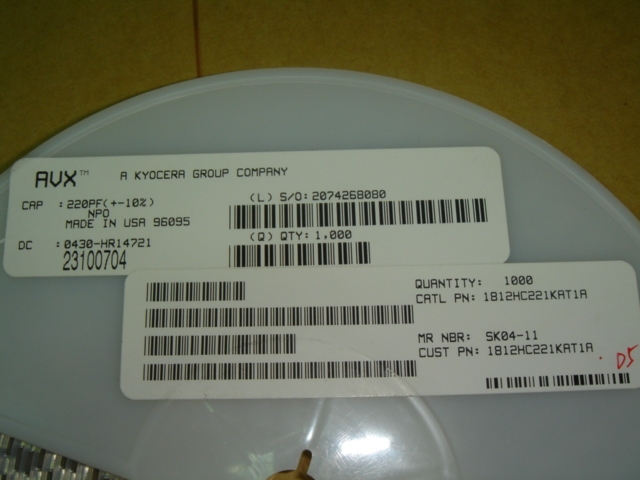 AVX™ A KYOCERA GROUP COMPANY
CAP :220PF(+-10%)
NPO
MADE IN USA 96095
DC :0430-HR14721
23100704
(L) S/O:2074268080
(Q) QTY:1,000
QUANTITY: 1000
CATL PN: 1812HC221KAT1A
MR NBR: SK04-11
CUST PN: 1812HC221KAT1A
D5